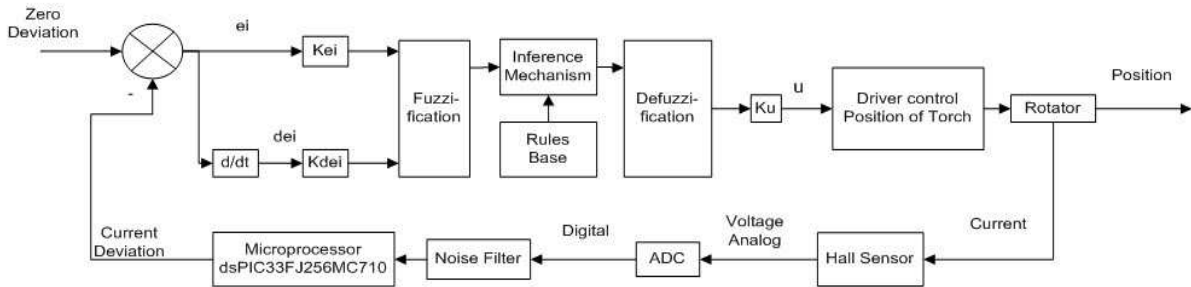 Zero
Deviation
ei
Kei
-
dei
d/dt
Kdei
Fuzzi-
fication
Inference
Mechanism
Rules
Base
Defuzzi-
fication
Ku
u
Driver control
Position of Torch
Rotator
Position
Current
Hall Sensor
Voltage
Analog
ADC
Digital
Noise Filter
Microprocessor
dsPIC33FJ256MC710
Current
Deviation